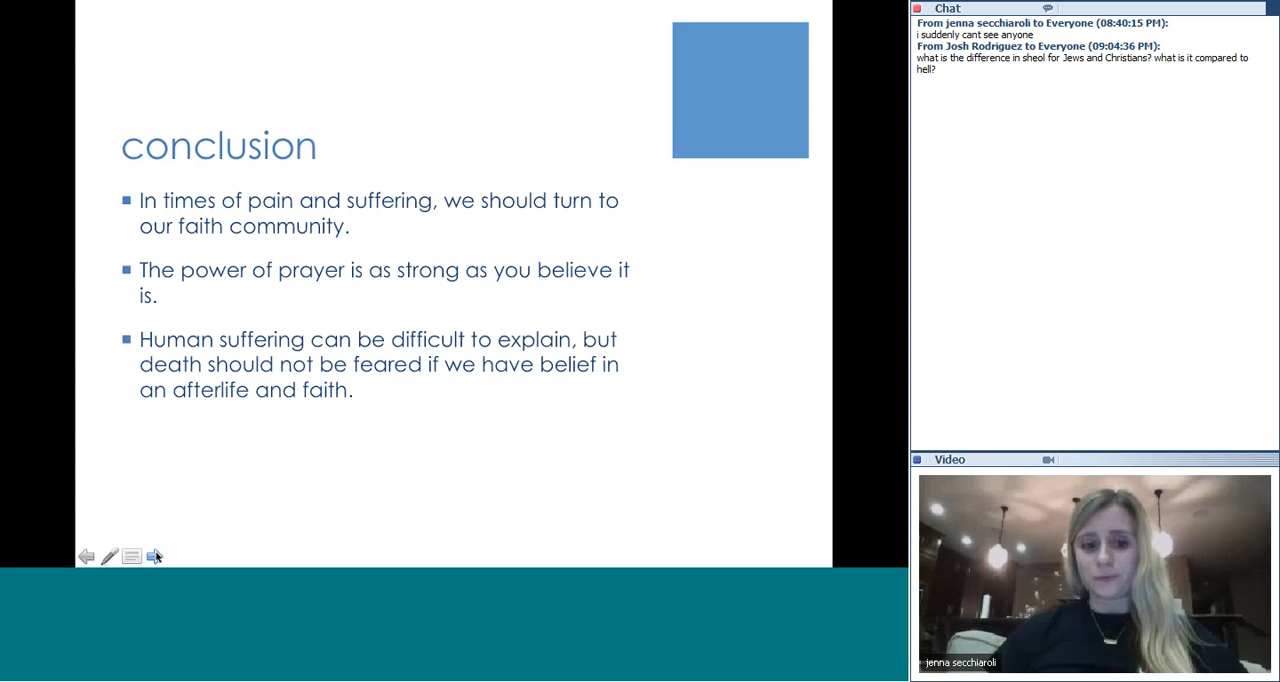 conclusion
In times of pain and suffering, we should turn to
our faith community.
The power of prayer is as strong as you believe it
is.
Human suffering can be difficult to explain, but
death should not be feared if we have belief in
an afterlife and faith.
Chat
From jenna secchiaroli to Everyone (08:40:15 PM):
i suddenly cant see anyone
From Josh Rodriguez to Everyone (09:04:36 PM):
what is the difference in sheol for Jews and Christians? what is it compared to
hell?
Video
jenna secchiaroli